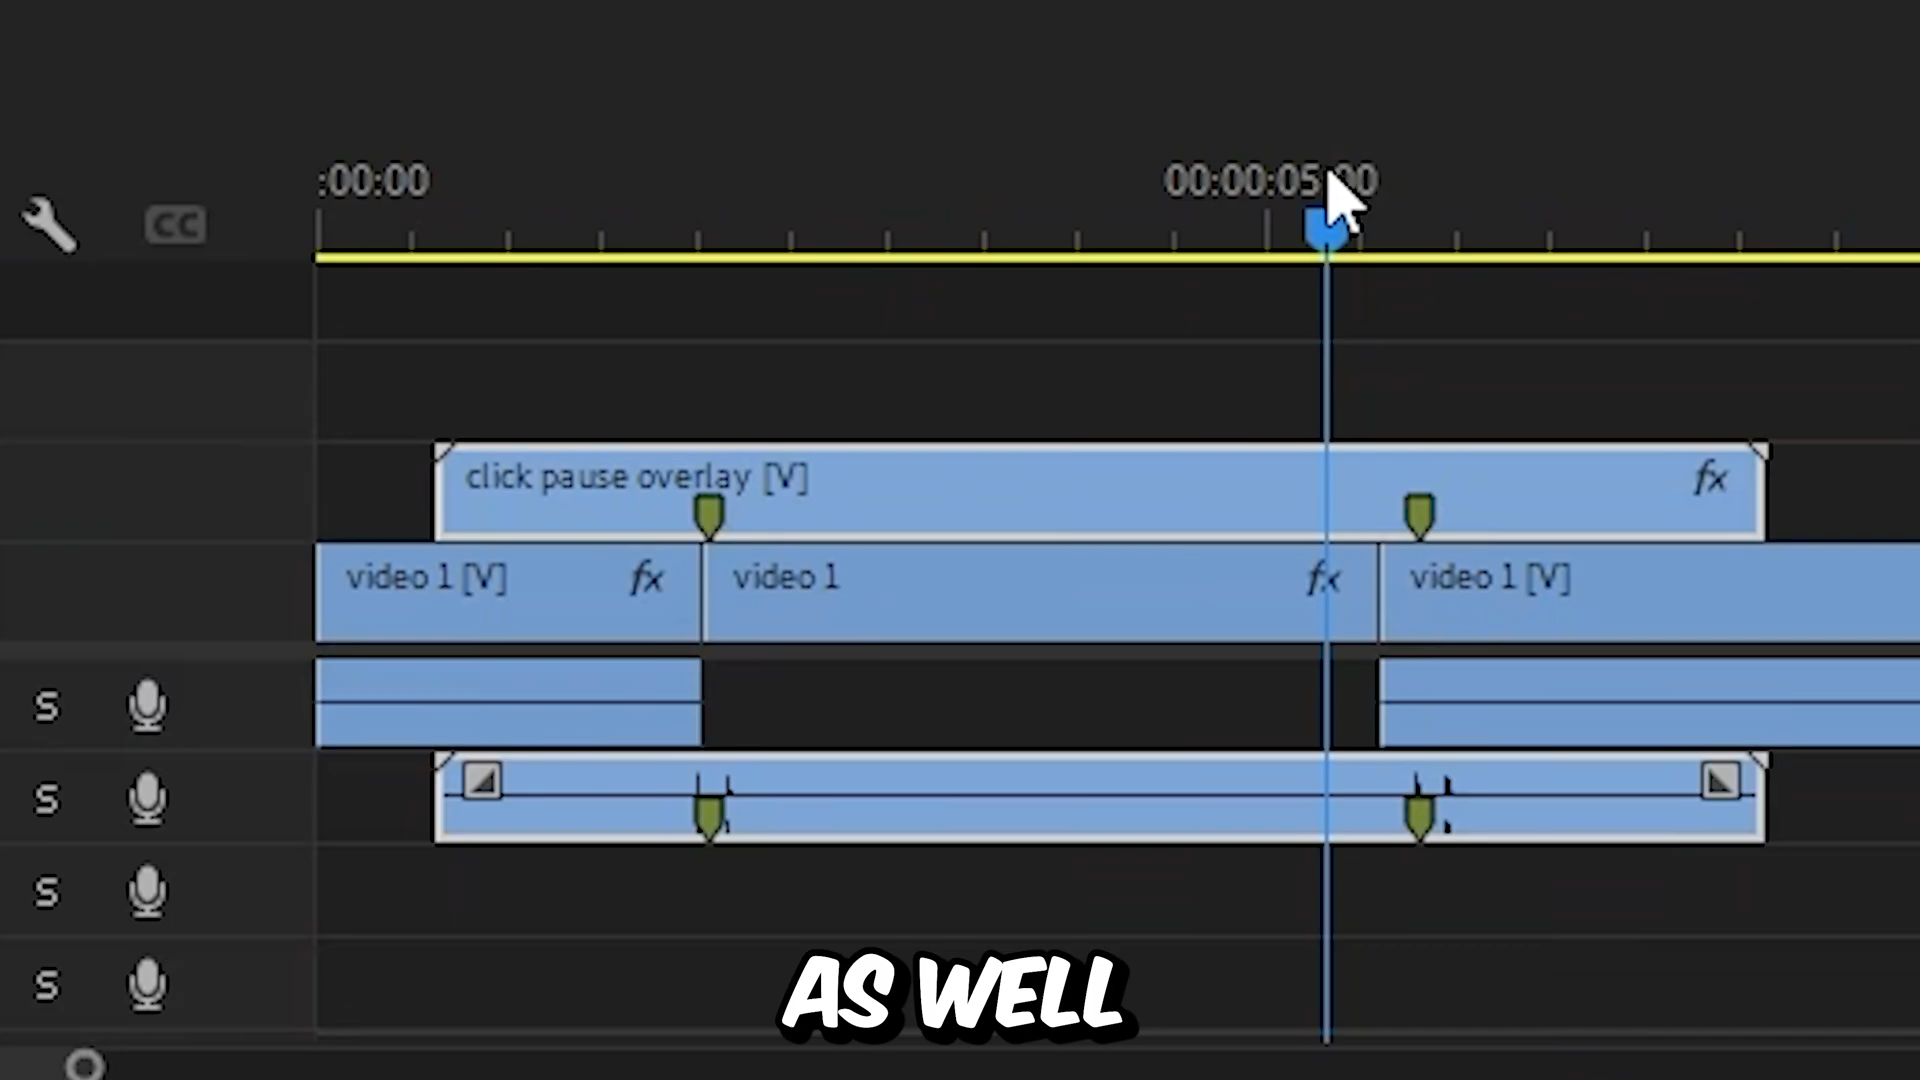 :00:00
00:00:05:00
CC
click pause overlay [V] fx
video 1 [V] fx
video 1 fx
video 1 [V]
S
S
S
S
AS WELL